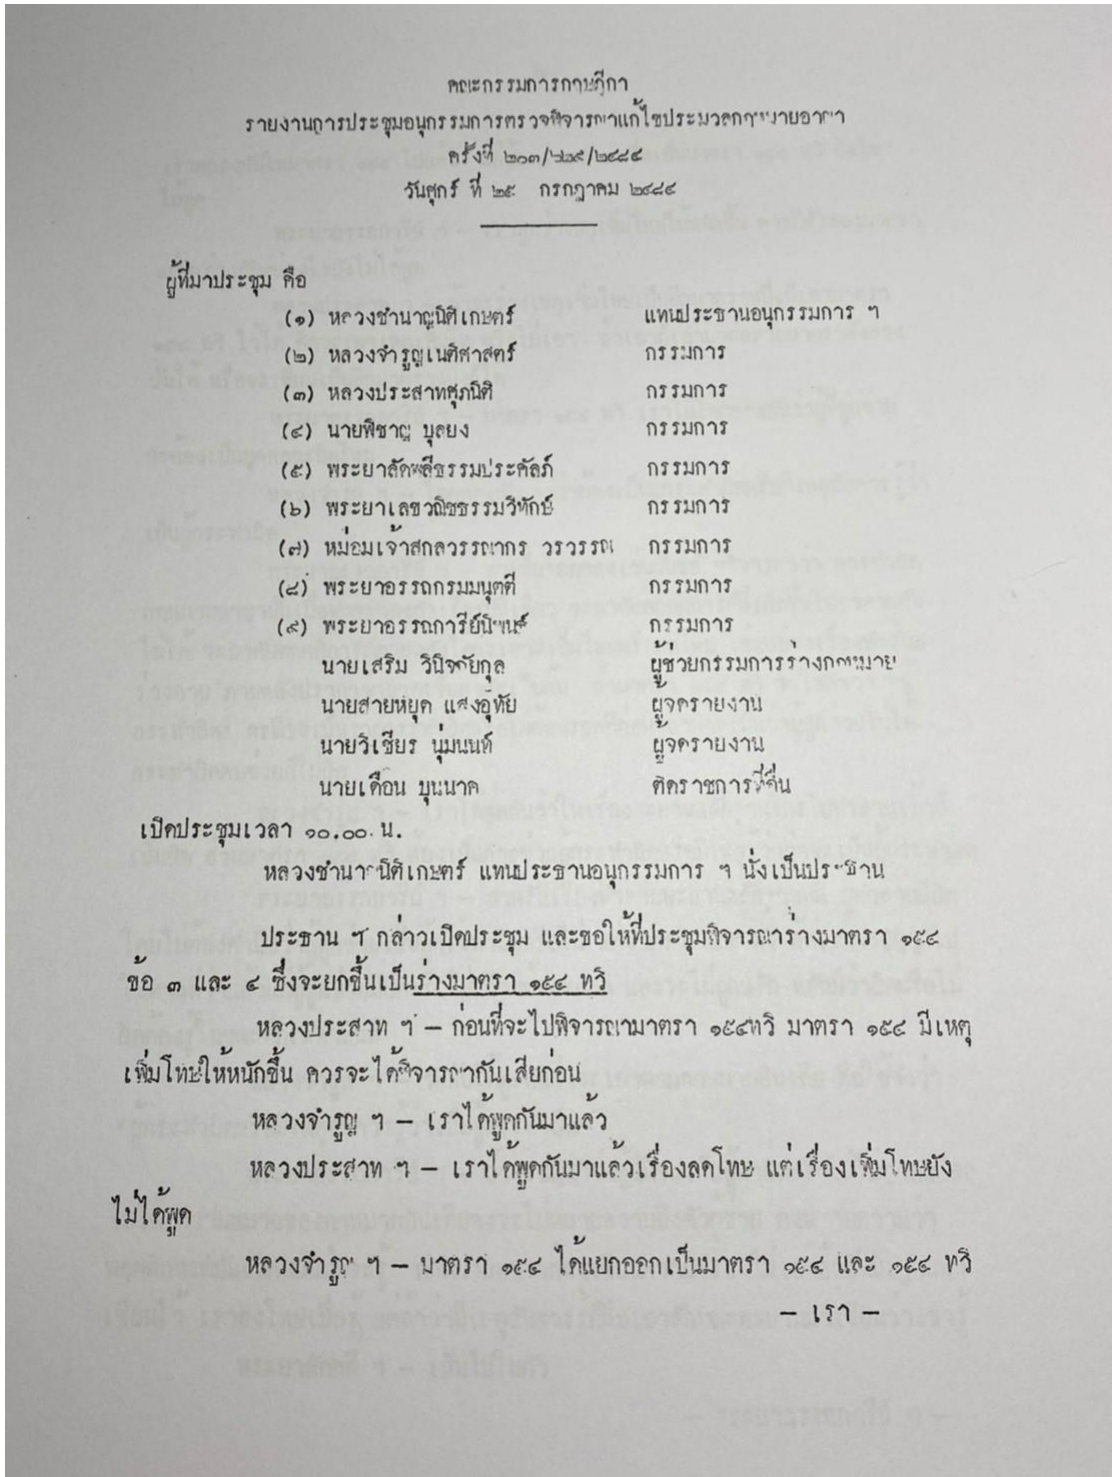 คณะกรรมการกฤษฎีกา
รายงานการประชุมอนุกรรมการตรวจพิจารณาแก้ไขประมวลกฎหมายอาญา
ครั้งที่ ๒๐๓/๒๒๙/๒๔๘๔
วันศุกร์ ที่ ๒๕ กรกฎาคม ๒๔๘๔
ผู้ที่มาประชุม คือ
(๑) หลวงชำนาญนิติเกษตร์ แทนประธานอนุกรรมการ ฯ
(๒) หลวงจำรูญเนติศาสตร์ กรรมการ
(๓) หลวงประสาทศุภนิติ กรรมการ
(๔) นายพิชาญ บุลยง กรรมการ
(๕) พระยาลัดพลีธรรมประคัลภ์ กรรมการ
(๖) พระยาเลขวณิชธรรมวิทักษ์ กรรมการ
(๗) หม่อมเจ้าสกลวรรณากร วรวรรณ กรรมการ
(๘) พระยาอรรถกรมมนุตตี กรรมการ
(๙) พระยาอรรถการีย์นิพนธ์ กรรมการ
นายเสริม วินิจฉัยกุล ผู้ช่วยกรรมการร่างกฎหมาย
นายสายหยุด แสงอุทัย ผู้จดรายงาน
นายวิเชียร นุ่มนนท์ ผู้จดรายงาน
นายเดือน บุนนาค ติดราชการที่อื่น
เปิดประชุมเวลา ๑๐.๐๐ น.
หลวงชำนาญนิติเกษตร์ แทนประธานอนุกรรมการ ฯ นั่งเป็นประธาน
ประธาน ฯ กล่าวเปิดประชุม และขอให้ที่ประชุมพิจารณาร่างมาตรา ๑๕๔
ข้อ ๓ และ ๔ ซึ่งจะยกขึ้นเป็นร่างมาตรา ๑๕๔ ทวิ
หลวงประสาท ฯ – ก่อนที่จะไปพิจารณามาตรา ๑๕๔ทวิ มาตรา ๑๕๔ มีเหตุ
เพิ่มโทษให้หนักขึ้น ควรจะได้พิจารณากันเสียก่อน
หลวงจำรูญ ฯ – เราได้พูดกันมาแล้ว
หลวงประสาท ฯ – เราได้พูดกันมาแล้วเรื่องลดโทษ แต่เรื่องเพิ่มโทษยัง
ไม่ได้พูด
หลวงจำรูญ ฯ – มาตรา ๑๕๔ ได้แยกออกเป็นมาตรา ๑๕๔ และ ๑๕๔ ทวิ
– เรา –